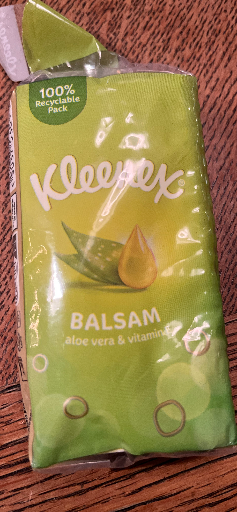 100%
Recyclable
Pack
Kleenex
BALSAM
aloe vera & vitamin